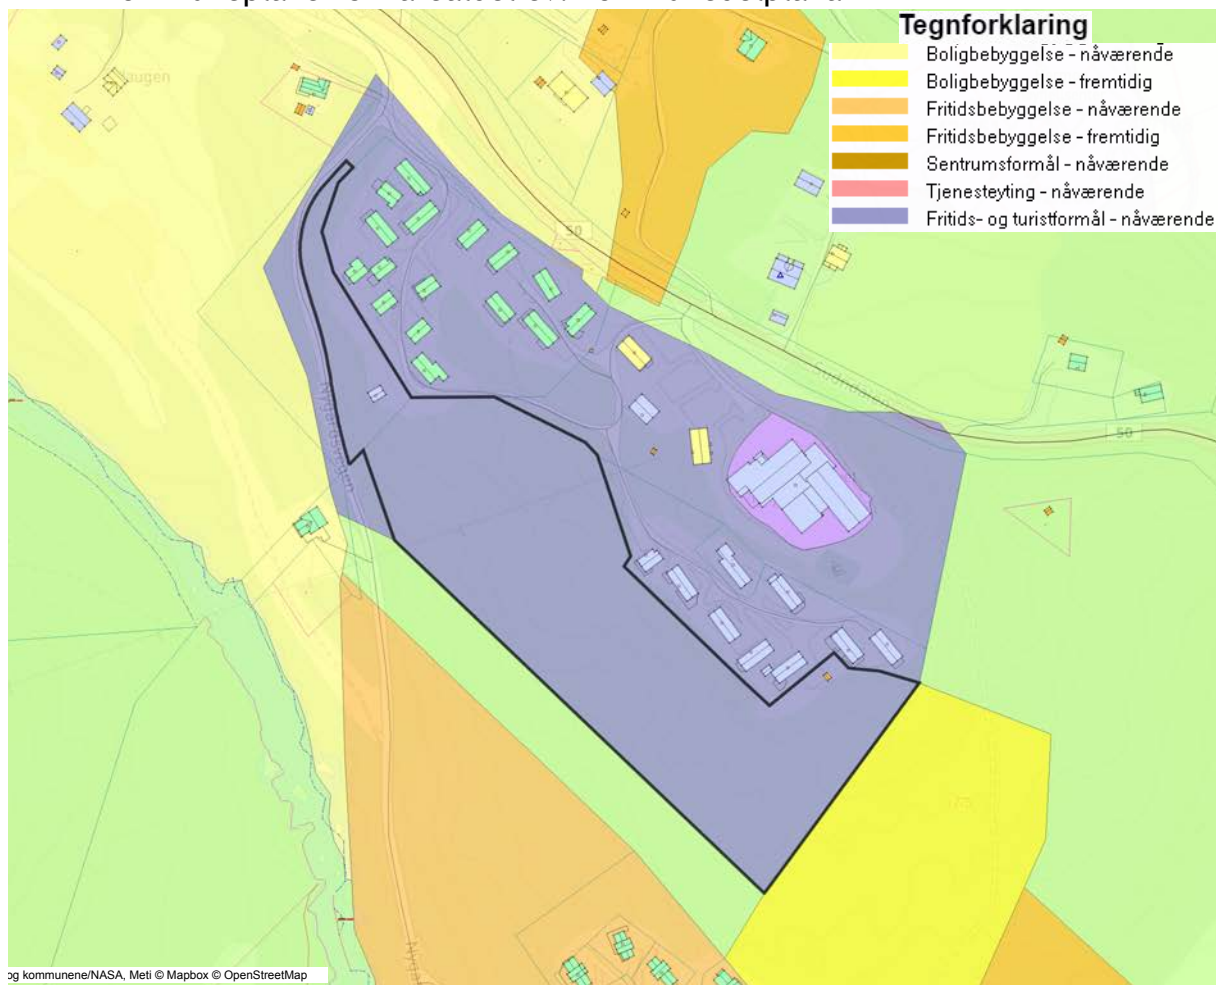 Tegnforklaring
Boligbebyggelse - nåværende
Boligbebyggelse - fremtidig
Fritidsbebyggelse - nåværende
Fritidsbebyggelse - fremtidig
Sentrumsformål - nåværende
Tjenesteyting - nåværende
Fritids- og turistformål - nåværende
50
50
og kommunene/NASA, Meti © Mapbox © OpenStreetMap